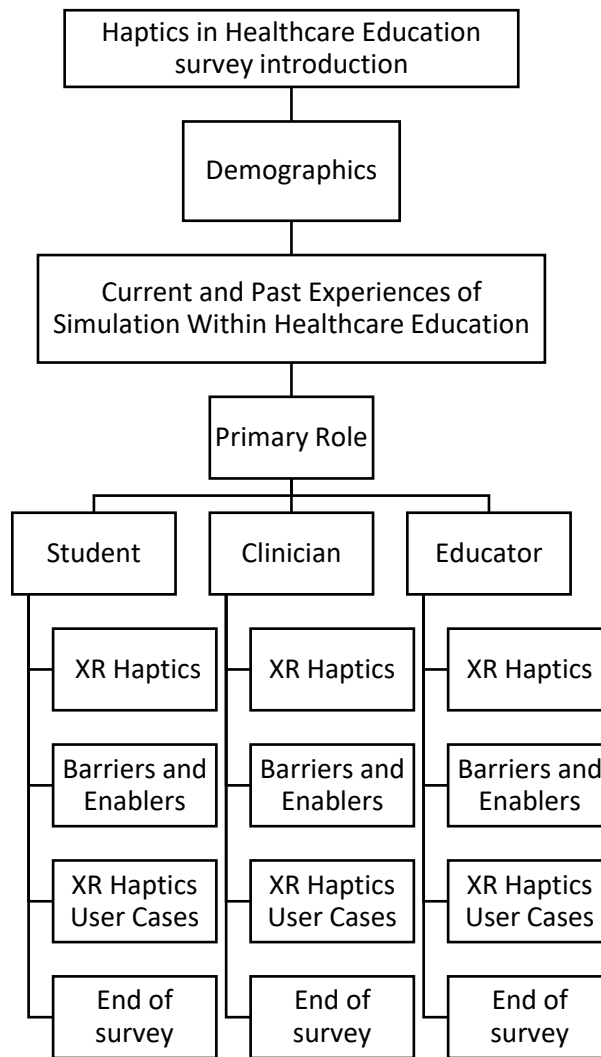 Haptics in Healthcare Education
survey introduction
Demographics
Current and Past Experiences of
Simulation Within Healthcare Education
Primary Role
Student
Clinician
Educator
XR Haptics
XR Haptics
XR Haptics
Barriers and
Enablers
Barriers and
Enablers
Barriers and
Enablers
XR Haptics
User Cases
XR Haptics
User Cases
XR Haptics
User Cases
End of
survey
End of
survey
End of
survey